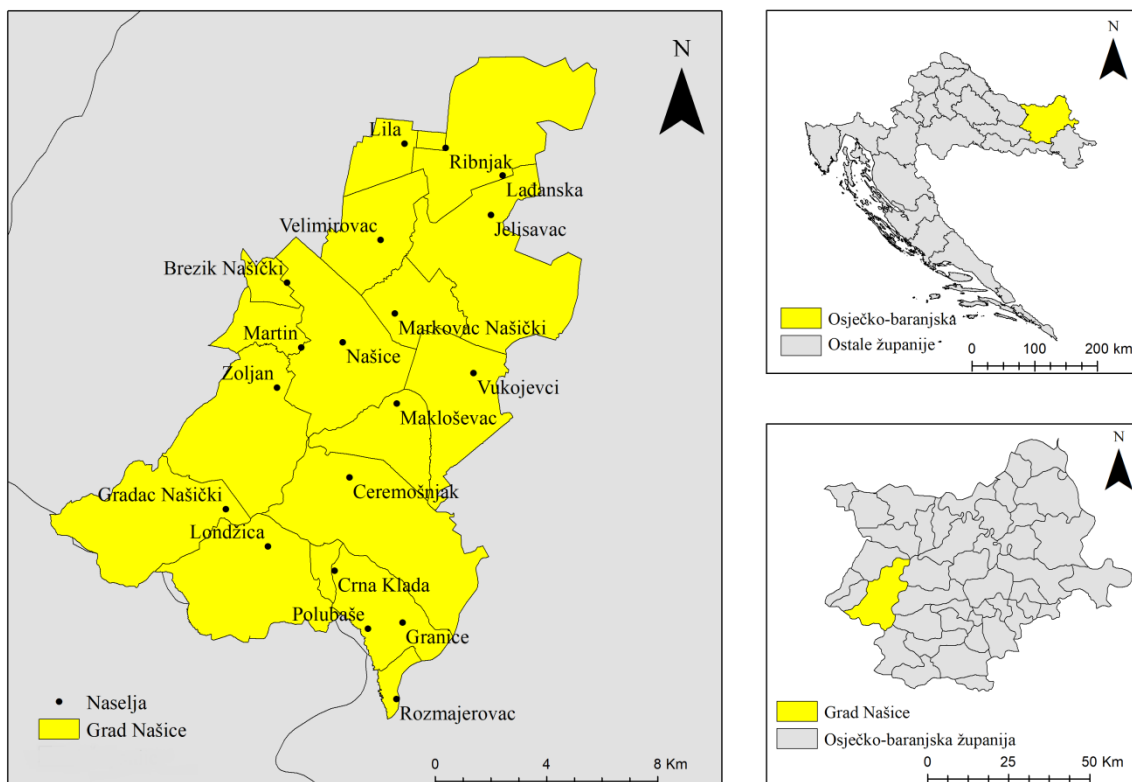 N
Lila
Ribnjak
Lađanska
Jelisavac
Velimirovac
Brezik Našički
Markovac Našički
Martin
Našice
Zoljan
Vukojevci
Makloševac
Ceremošnjak
Gradac Našički
Londžica
Crna Klada
Polubaše
Granice
Rozmajerovac
Naselja
Grad Našice
0 8 Km
N
Osječko-baranjska
Ostale županije
0 100 200 km
N
Grad Našice
Osječko-baranjska županija
0 25 50 Km